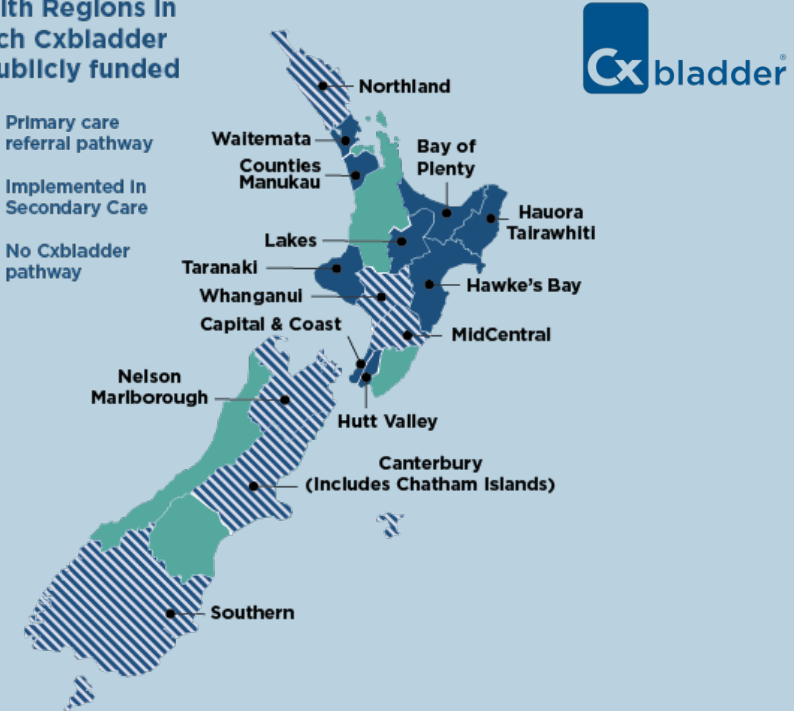 lth Regions in
ch Cxbladder
ublicly funded
Primary care
referral pathway
Implemented in
Secondary Care
No Cxbladder
pathway
Cx bladder®
Northland
Waitemata
Counties
Manukau
Bay of
Plenty
Hauora
Tairawhiti
Lakes
Taranaki
Hawke's Bay
Whanganui
Capital & Coast
MidCentral
Nelson
Marlborough
Hutt Valley
Canterbury
(Includes Chatham Islands)
Southern